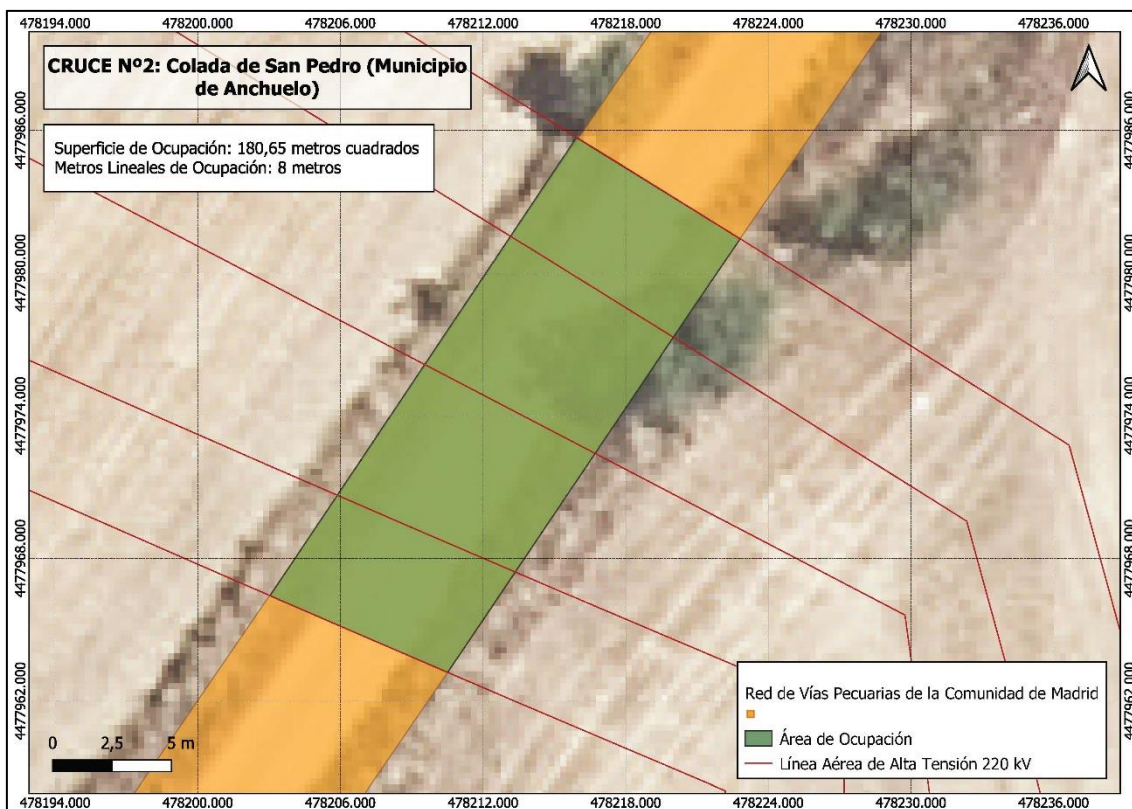 478194.000 478200.000 478206.000 478212.000 478218.000 478224.000 478230.000 478236.000
CRUCE Nº2: Colada de San Pedro (Municipio
de Anchuelo)
Superficie de Ocupación: 180,65 metros cuadrados
Metros Lineales de Ocupación: 8 metros
4477986.000 4477986.000
4477980.000 4477980.000
4477974.000 4477974.000
4477968.000 4477968.000
4477962.000 4477962.000
Red de Vías Pecuarias de la Comunidad de Madrid
Área de Ocupación
Línea Aérea de Alta Tensión 220 kV
0 2,5 5 m
478194.000 478200.000 478206.000 478212.000 478218.000 478224.000 478230.000 478236.000